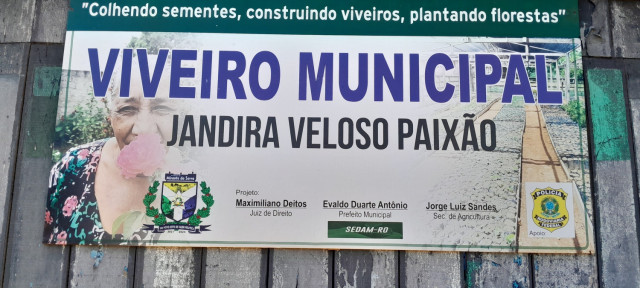 "Colhendo sementes, construindo viveiros, plantando florestas"
VIVEIRO MUNICIPAL
JANDIRA VELOSO PAIXÃO
Projeto:
Maximiliano Deitos
Juiz de Direito
Evaldo Duarte Antônio
Prefeito Municipal
Jorge Luiz Sandes
Sec. de Agricultura
SEDAM-RO
POLÍCIA
Apoio: